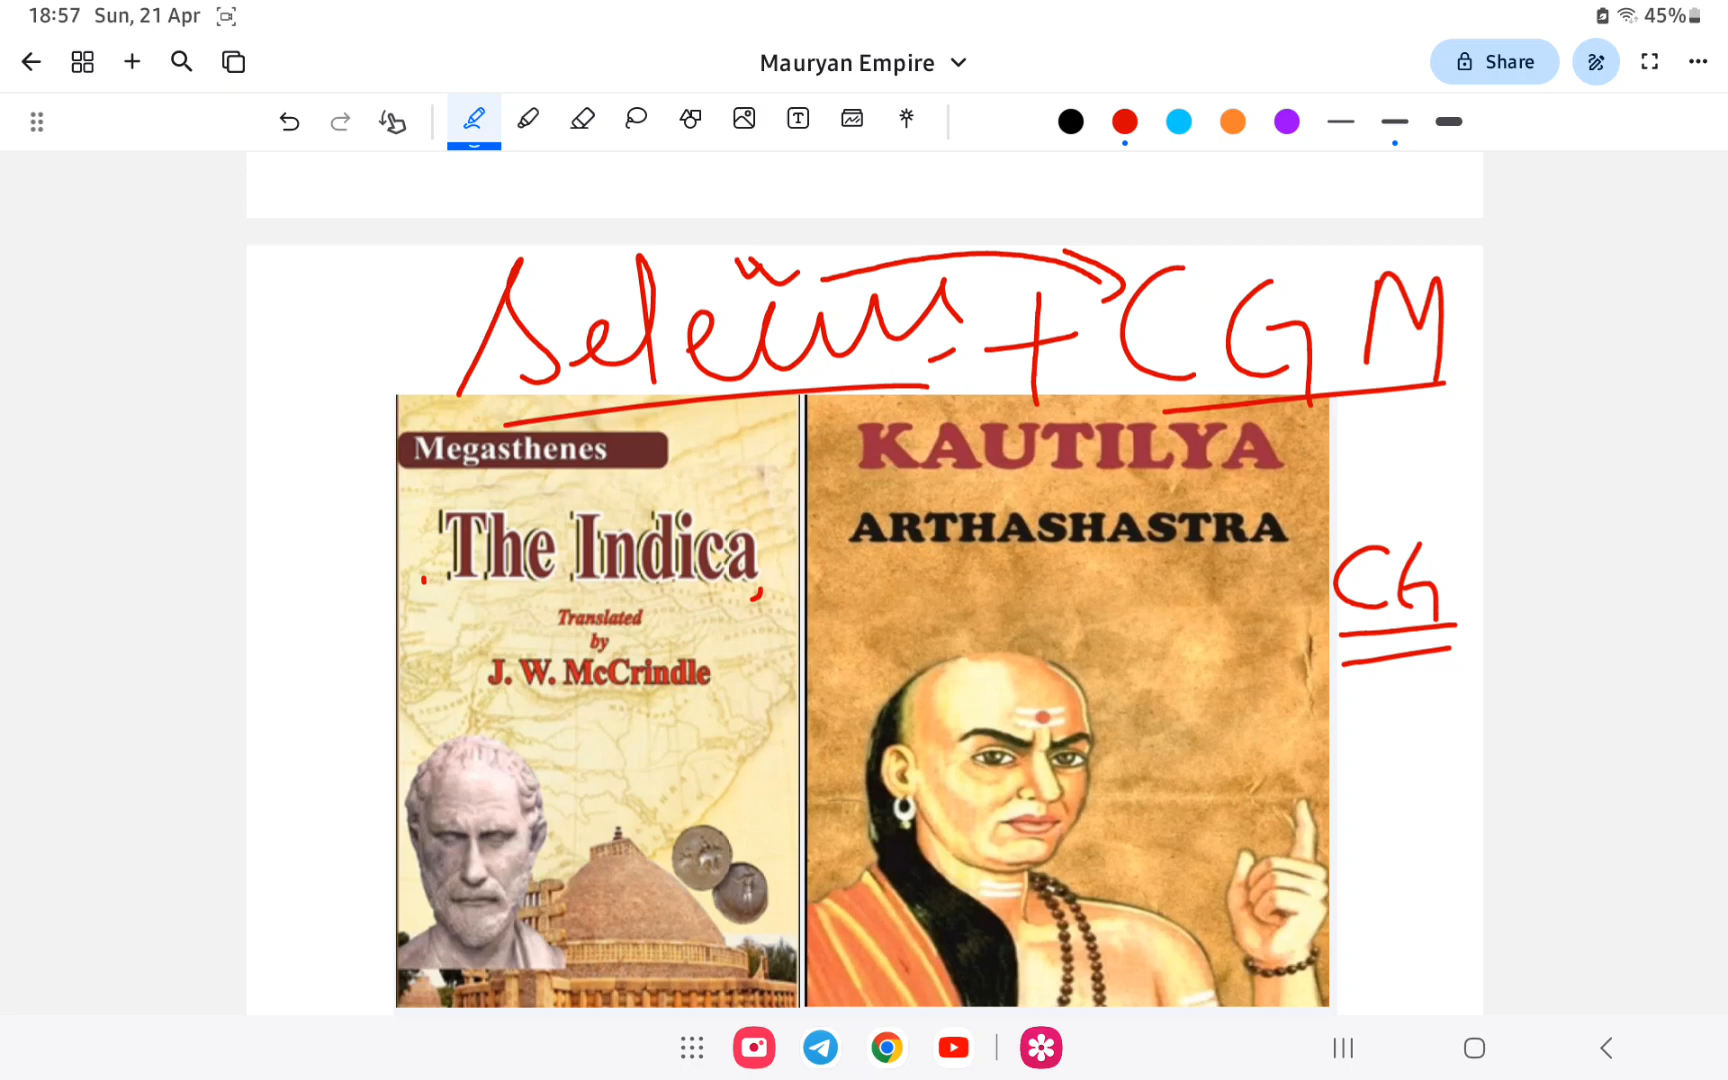 18:57 Sun, 21 Apr
45%
Mauryan Empire
Share
Seleius + CGM
Megasthenes
The Indica
Translated
by
J. W. McCrindle
KAUTILYA
ARTHASHASTRA
CG